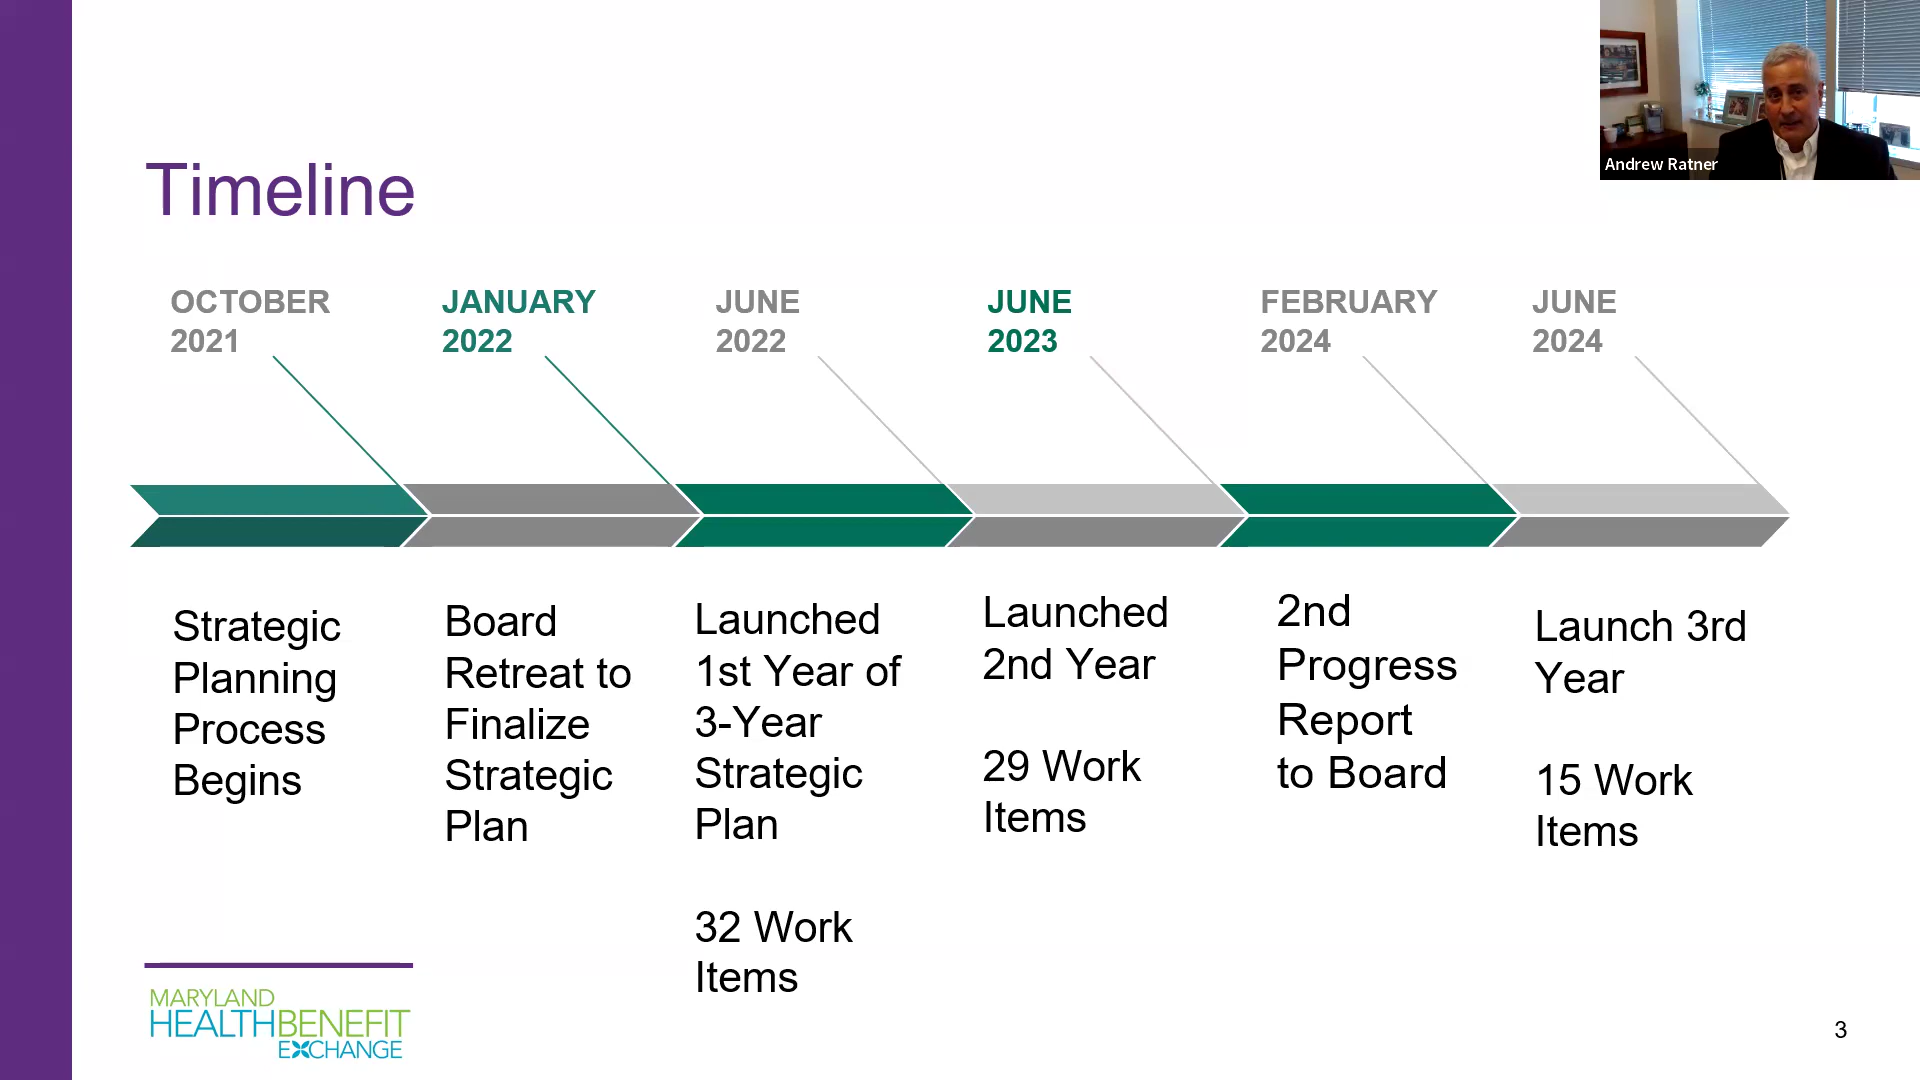 Andrew Ratner
Timeline
OCTOBER
2021
JANUARY
2022
JUNE
2022
JUNE
2023
FEBRUARY
2024
JUNE
2024
Strategic
Planning
Process
Begins
Board
Retreat to
Finalize
Strategic
Plan
Launched
1st Year of
3-Year
Strategic
Plan
32 Work
Items
Launched
2nd Year
29 Work
Items
2nd
Progress
Report
to Board
Launch 3rd
Year
15 Work
Items
MARYLAND
HEALTHBENEFIT
EXCHANGE
3